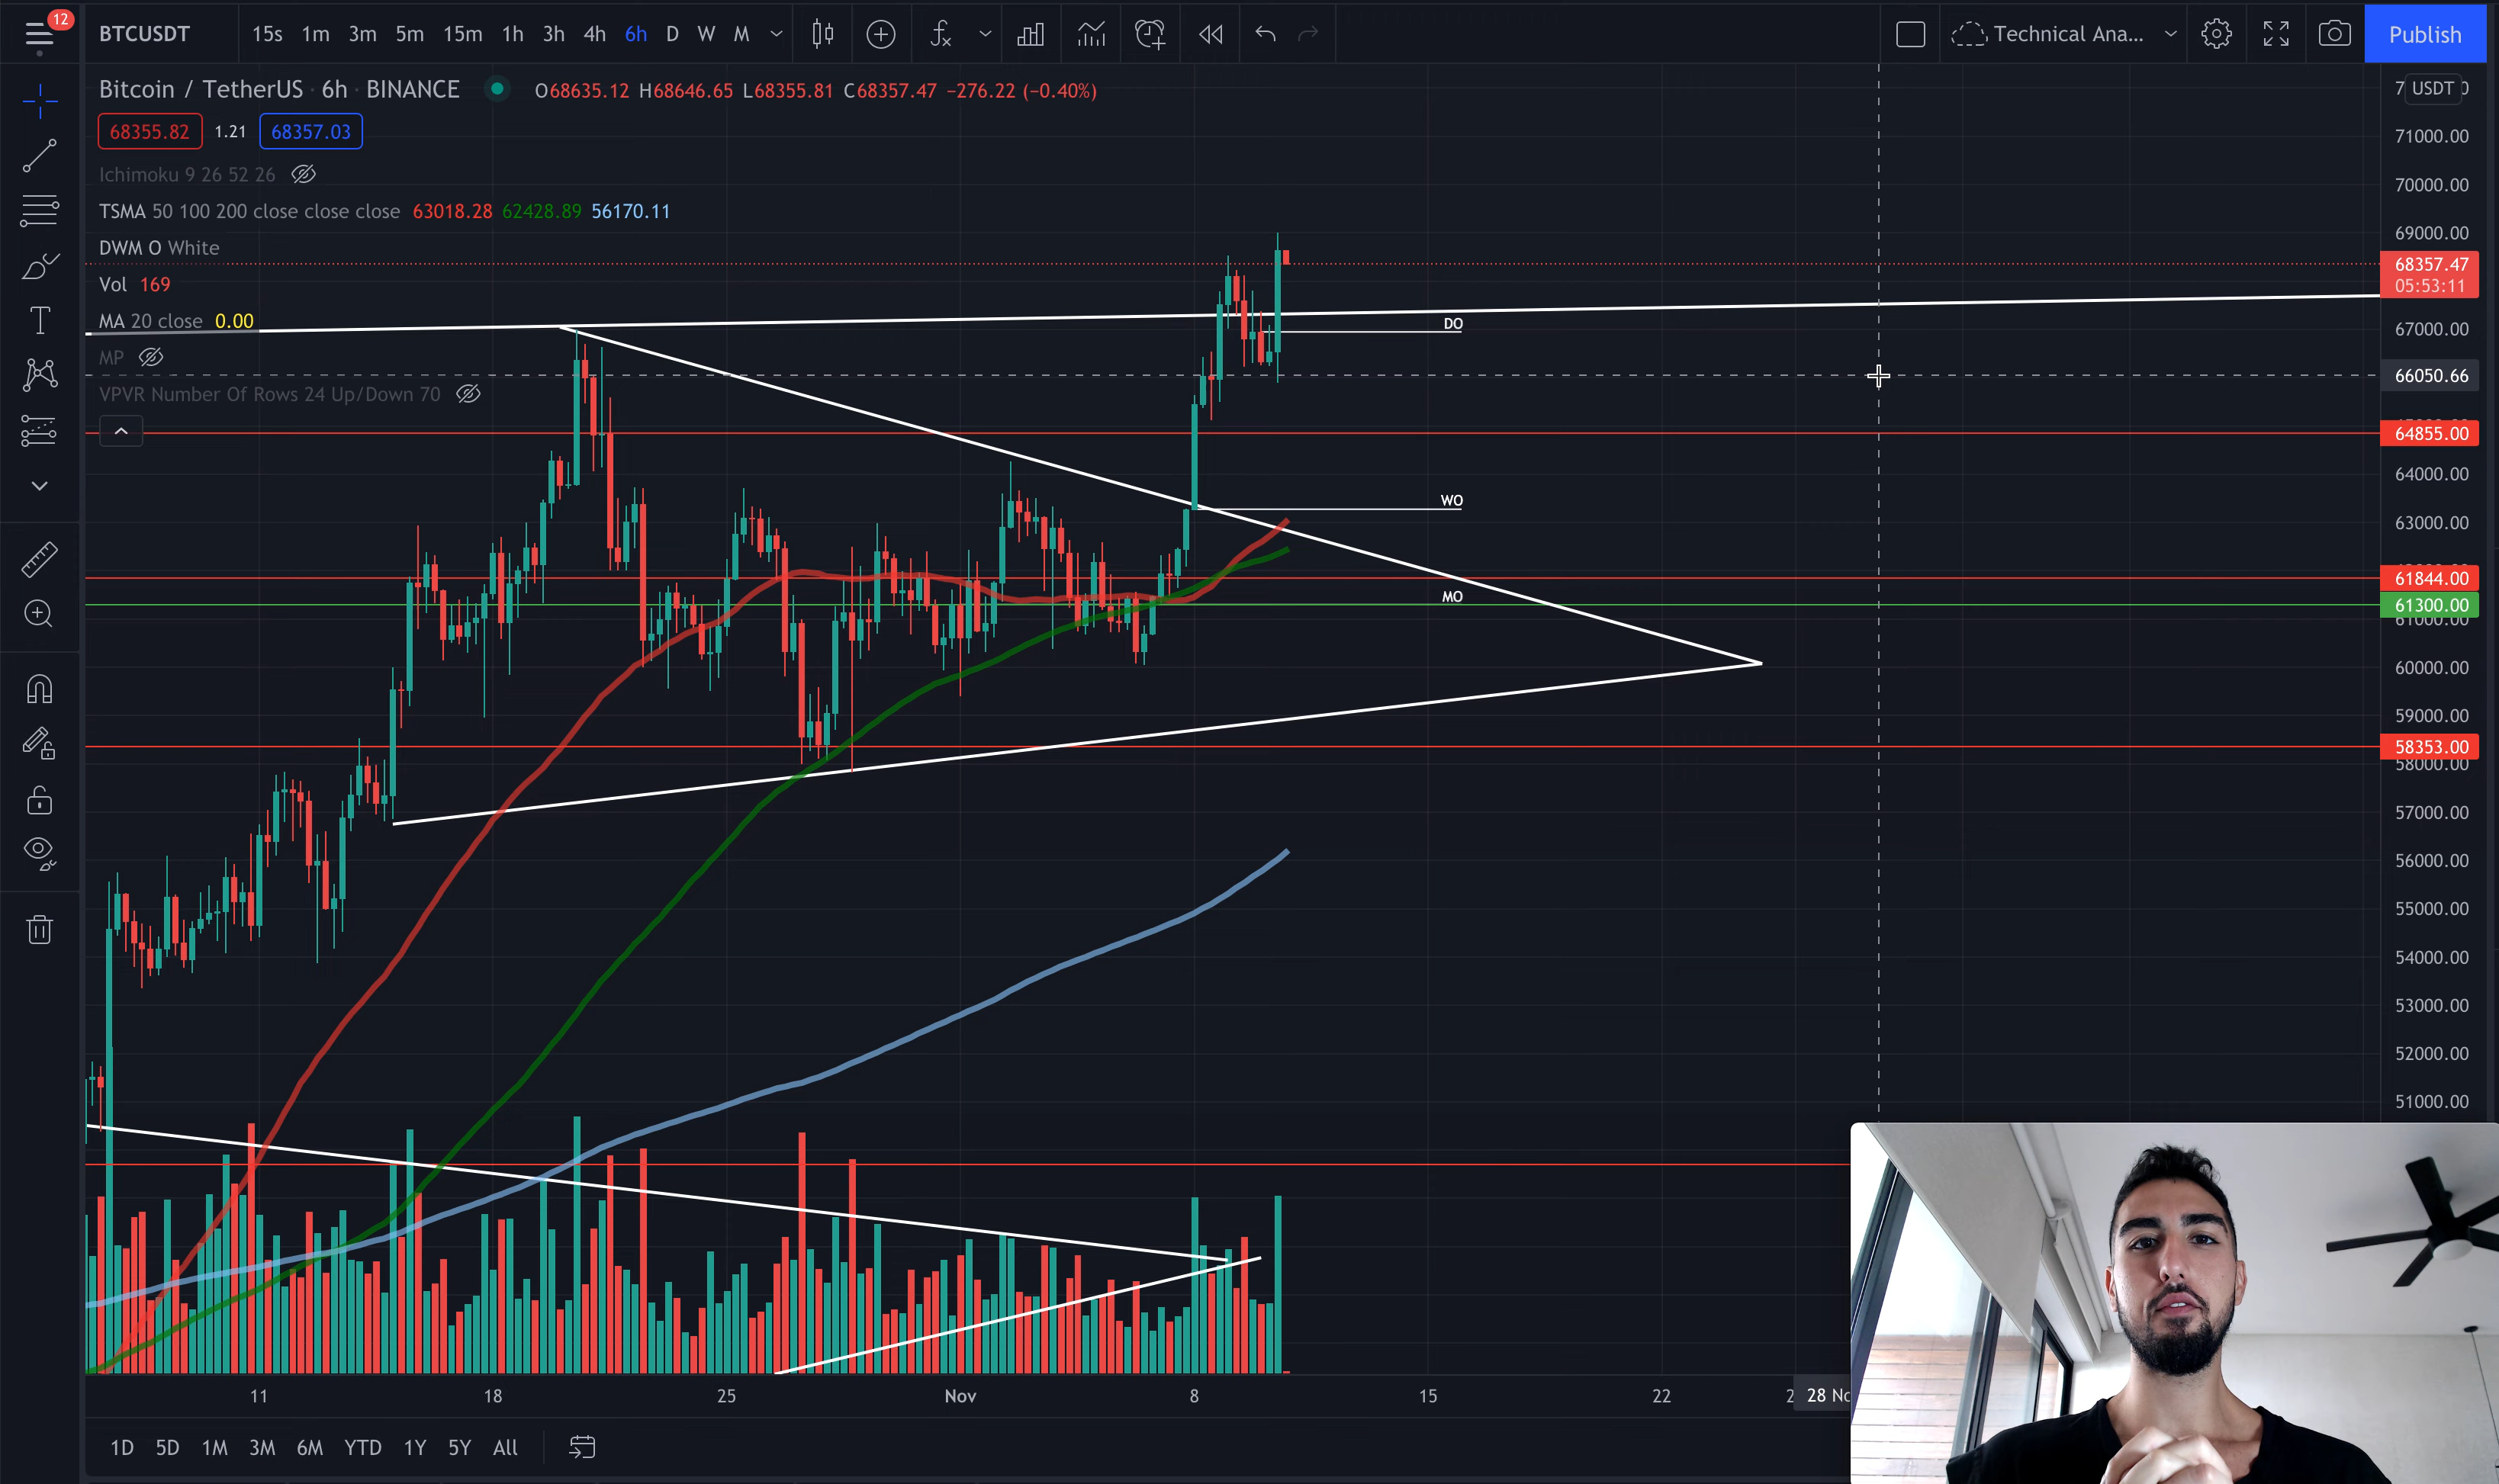 12
BTCUSDT 15s 1m 3m 5m 15m 1h 3h 4h 6h D W M Technical Ana... Publish
Bitcoin / TetherUS · 6h · BINANCE O68635.12 H68646.65 L68355.81 C68357.47 −276.22 (−0.40%)
USDT
68355.82 1.21 68357.03
71000.00
Ichimoku 9 26 52 26
70000.00
TSMA 50 100 200 close close close 63018.28 62428.89 56170.11
69000.00
DWM O White
68357.47
05:53:11
Vol 169
MA 20 close 0.00
DO
67000.00
MP
66050.66
VPVR Number Of Rows 24 Up/Down 70
64855.00
64000.00
WO
63000.00
61844.00
MO
61300.00
61000.00
60000.00
59000.00
58353.00
58000.00
57000.00
56000.00
55000.00
54000.00
53000.00
52000.00
51000.00
11 18 25 Nov 8 15 22 28
1D 5D 1M 3M 6M YTD 1Y 5Y All